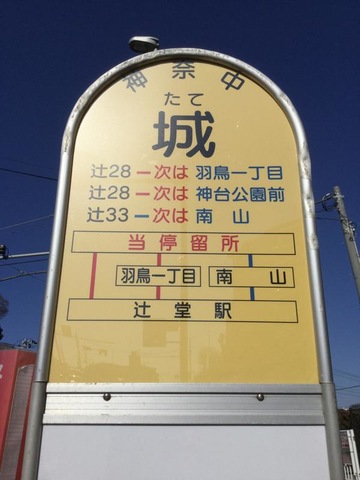 神奈中
たて
城
辻28ー次は 羽鳥一丁目
辻28ー次は 神台公園前
辻33ー次は 南山
当停留所
羽鳥一丁目 南山
辻堂駅